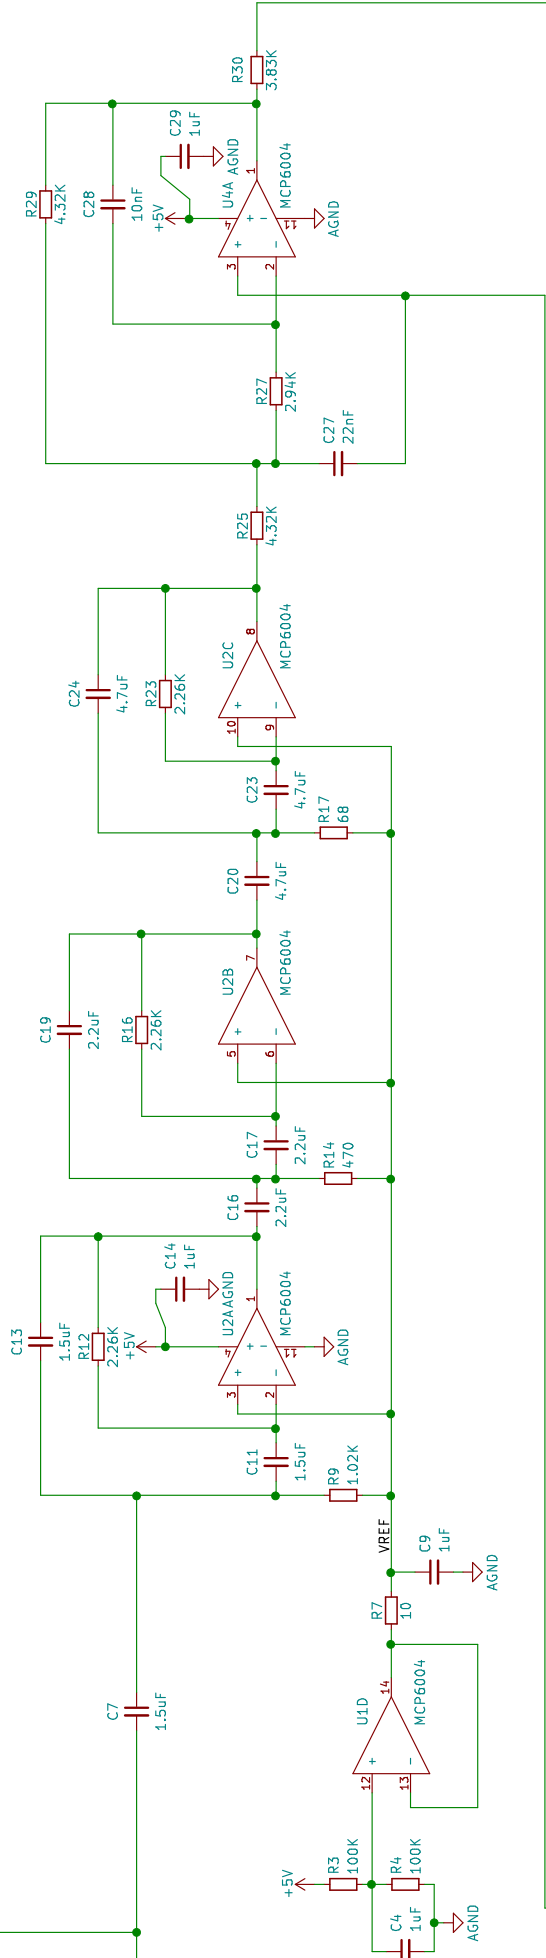 R30
3.83K
C29
1uF
AGND
R29
4.32K
C28
10nF
+5V
U4A
MCP6004
1
4
11
AGND
+
-
+
-
3
2
R27
2.94K
C27
22nF
R25
4.32K
8
U2C
MCP6004
C24
4.7uF
R23
2.26K
+
-
10
9
C23
4.7uF
R17
68
C20
4.7uF
7
U2B
MCP6004
C19
2.2uF
R16
2.26K
+
-
5
6
C17
2.2uF
R14
470
C16
2.2uF
C14
1uF
AGND
1
U2A
MCP6004
C13
1.5uF
R12
2.26K
+5V
4
11
AGND
+
-
+
-
3
2
C11
1.5uF
R9
1.02K
VREF
C9
1uF
AGND
R7
10
C7
1.5uF
14
U1D
MCP6004
+
-
12
13
+5V
R3
100K
R4
100K
C4
1uF
AGND